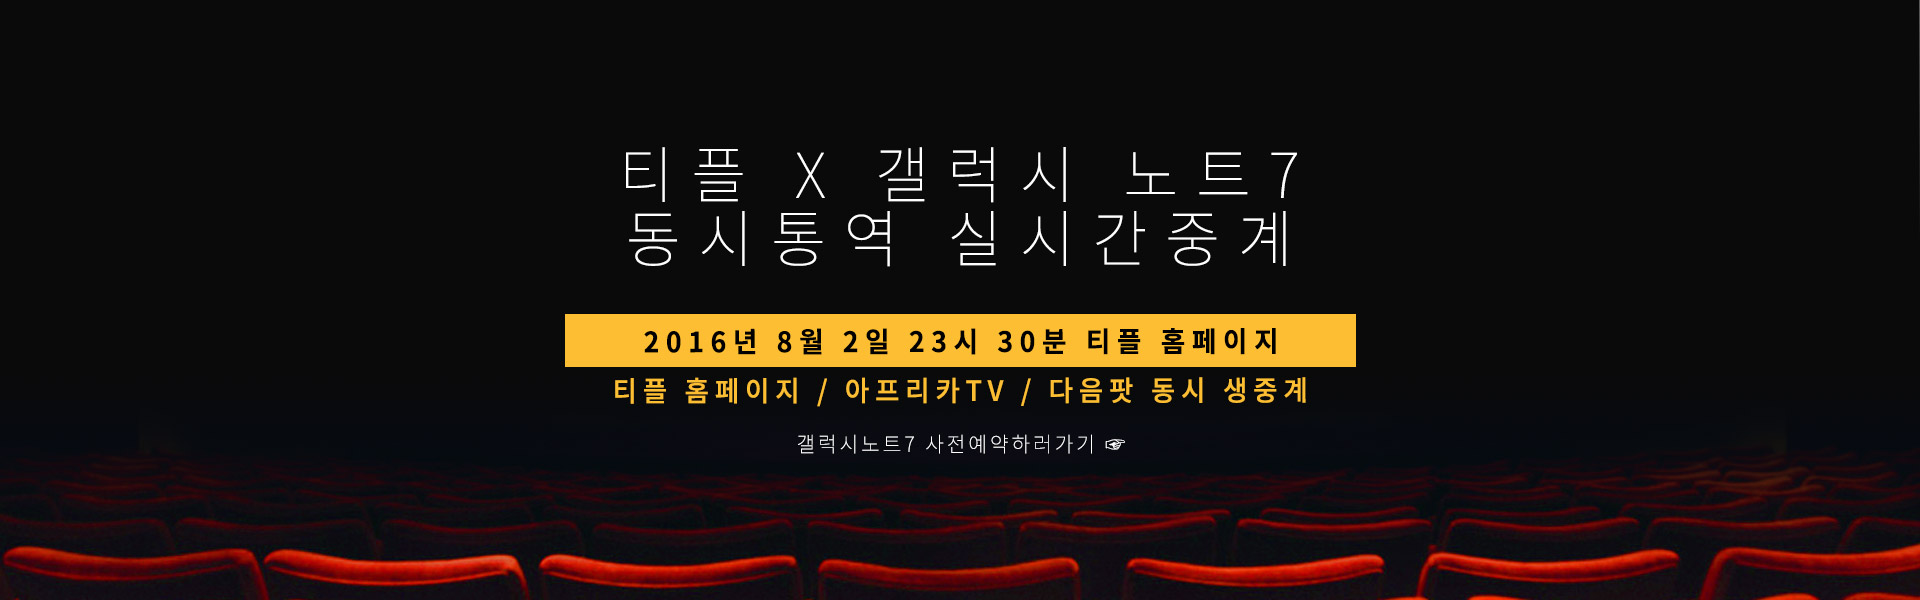 티플 X 갤럭시 노트7
동시통역 실시간중계
2016년 8월 2일 23시 30분 티플 홈페이지
티플 홈페이지 / 아프리카TV / 다음팟 동시 생중계
갤럭시노트7 사전예약하러가기 ☞